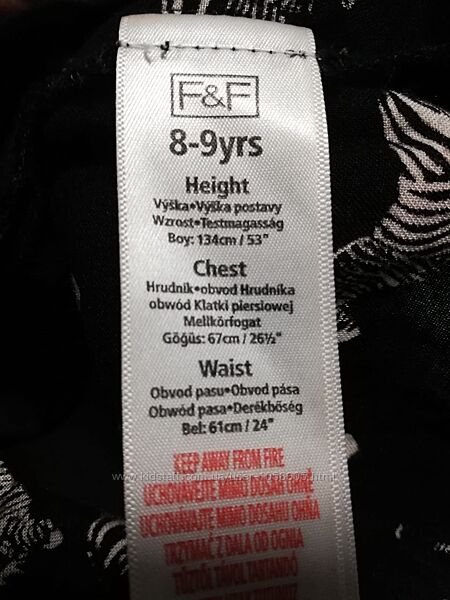 F&F
8-9yrs
Height
Výška•Výška postavy
Wzrost•Testmagasság
Boy: 134cm / 53"
Chest
Hrudník•obvod Hrudníka
obwód Klatki piersiowej
Mellkörfogat
Göğüs: 67cm / 26½"
Waist
Obvod pasu•Obvod pása
Obwód pasa•Derékbőség
Bel: 61cm / 24"
KEEP AWAY FROM FIRE
UCHOVÁVEJTE MIMO DOSAH OHNĚ
UCHOVÁVAJTE MIMO DOSAHU OHŇA
TRZYMAĆ Z DALA OD OGNIA
TŰZTŐL TÁVOL TARTANDÓ